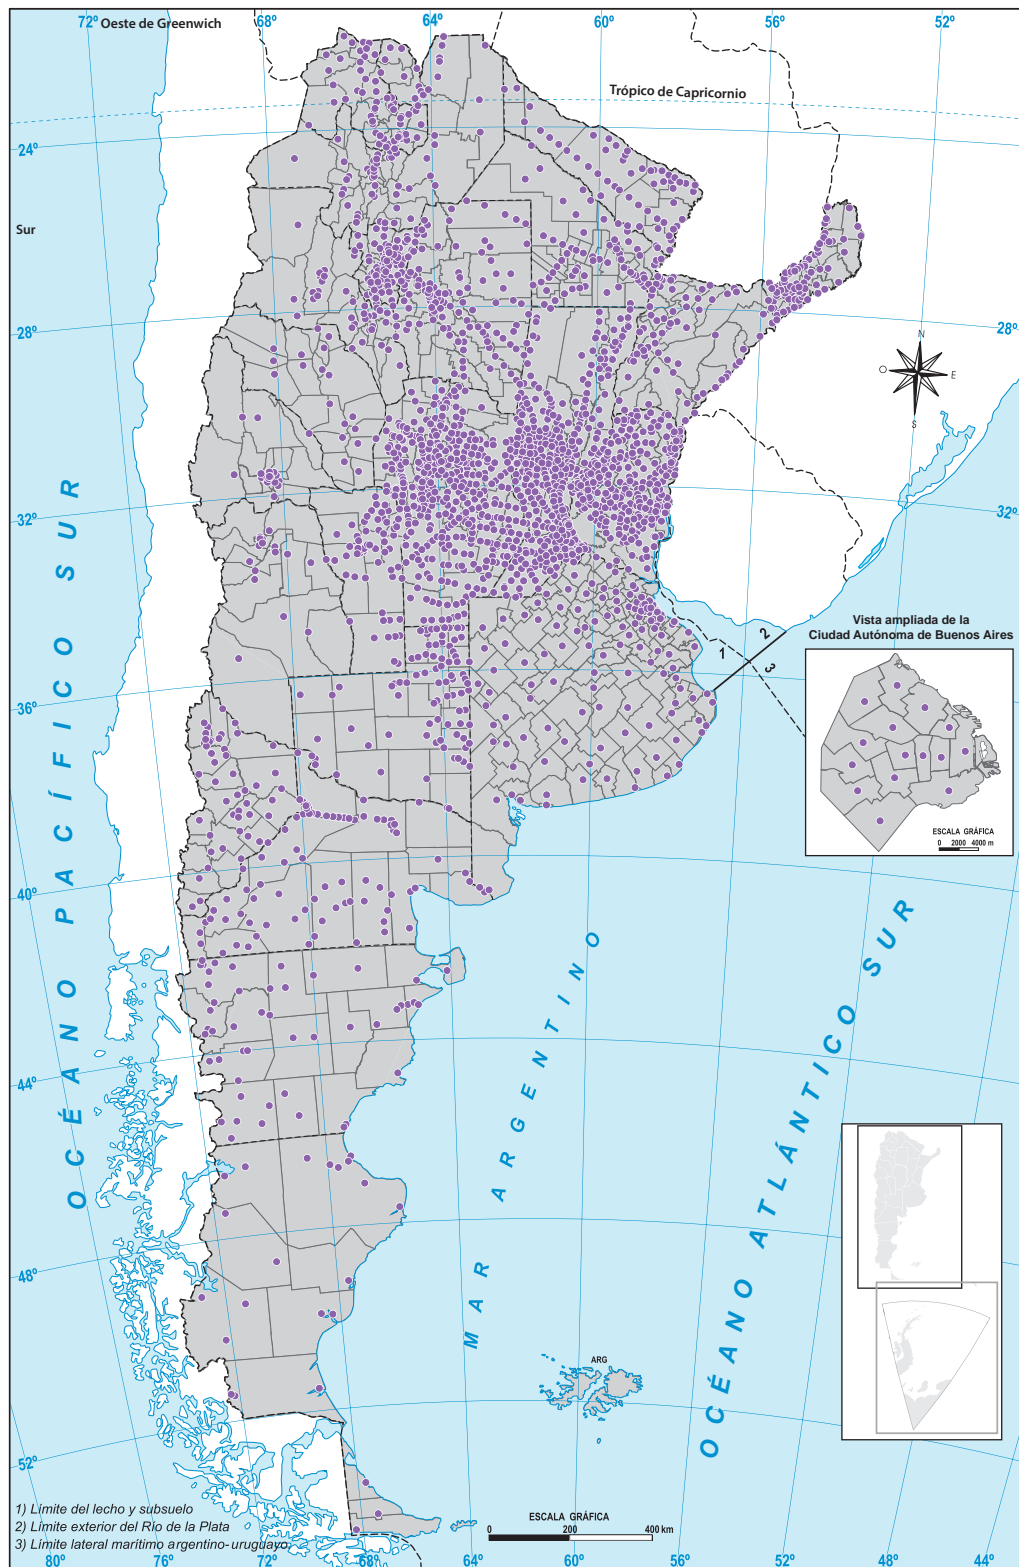 72º
Oeste de Greenwich
68º
64º
60º
56º
52º
Trópico de Capricornio
24º
Sur
28º
28º
N
O
E
S
32º
32º
OCÉANO PACÍFICO SUR
Vista ampliada de la
Ciudad Autónoma de Buenos Aires
1
2
3
36º
ESCALA GRÁFICA
0 2000 4000 m
40º
MAR ARGENTINO
OCÉANO ATLÁNTICO SUR
44º
48º
ARG
52º
1) Límite del lecho y subsuelo
2) Límite exterior del Río de la Plata
3) Límite lateral marítimo argentino-uruguayo
ESCALA GRÁFICA
0 200 400 km
80º
76º
72º
68º
64º
60º
56º
52º
48º
44º